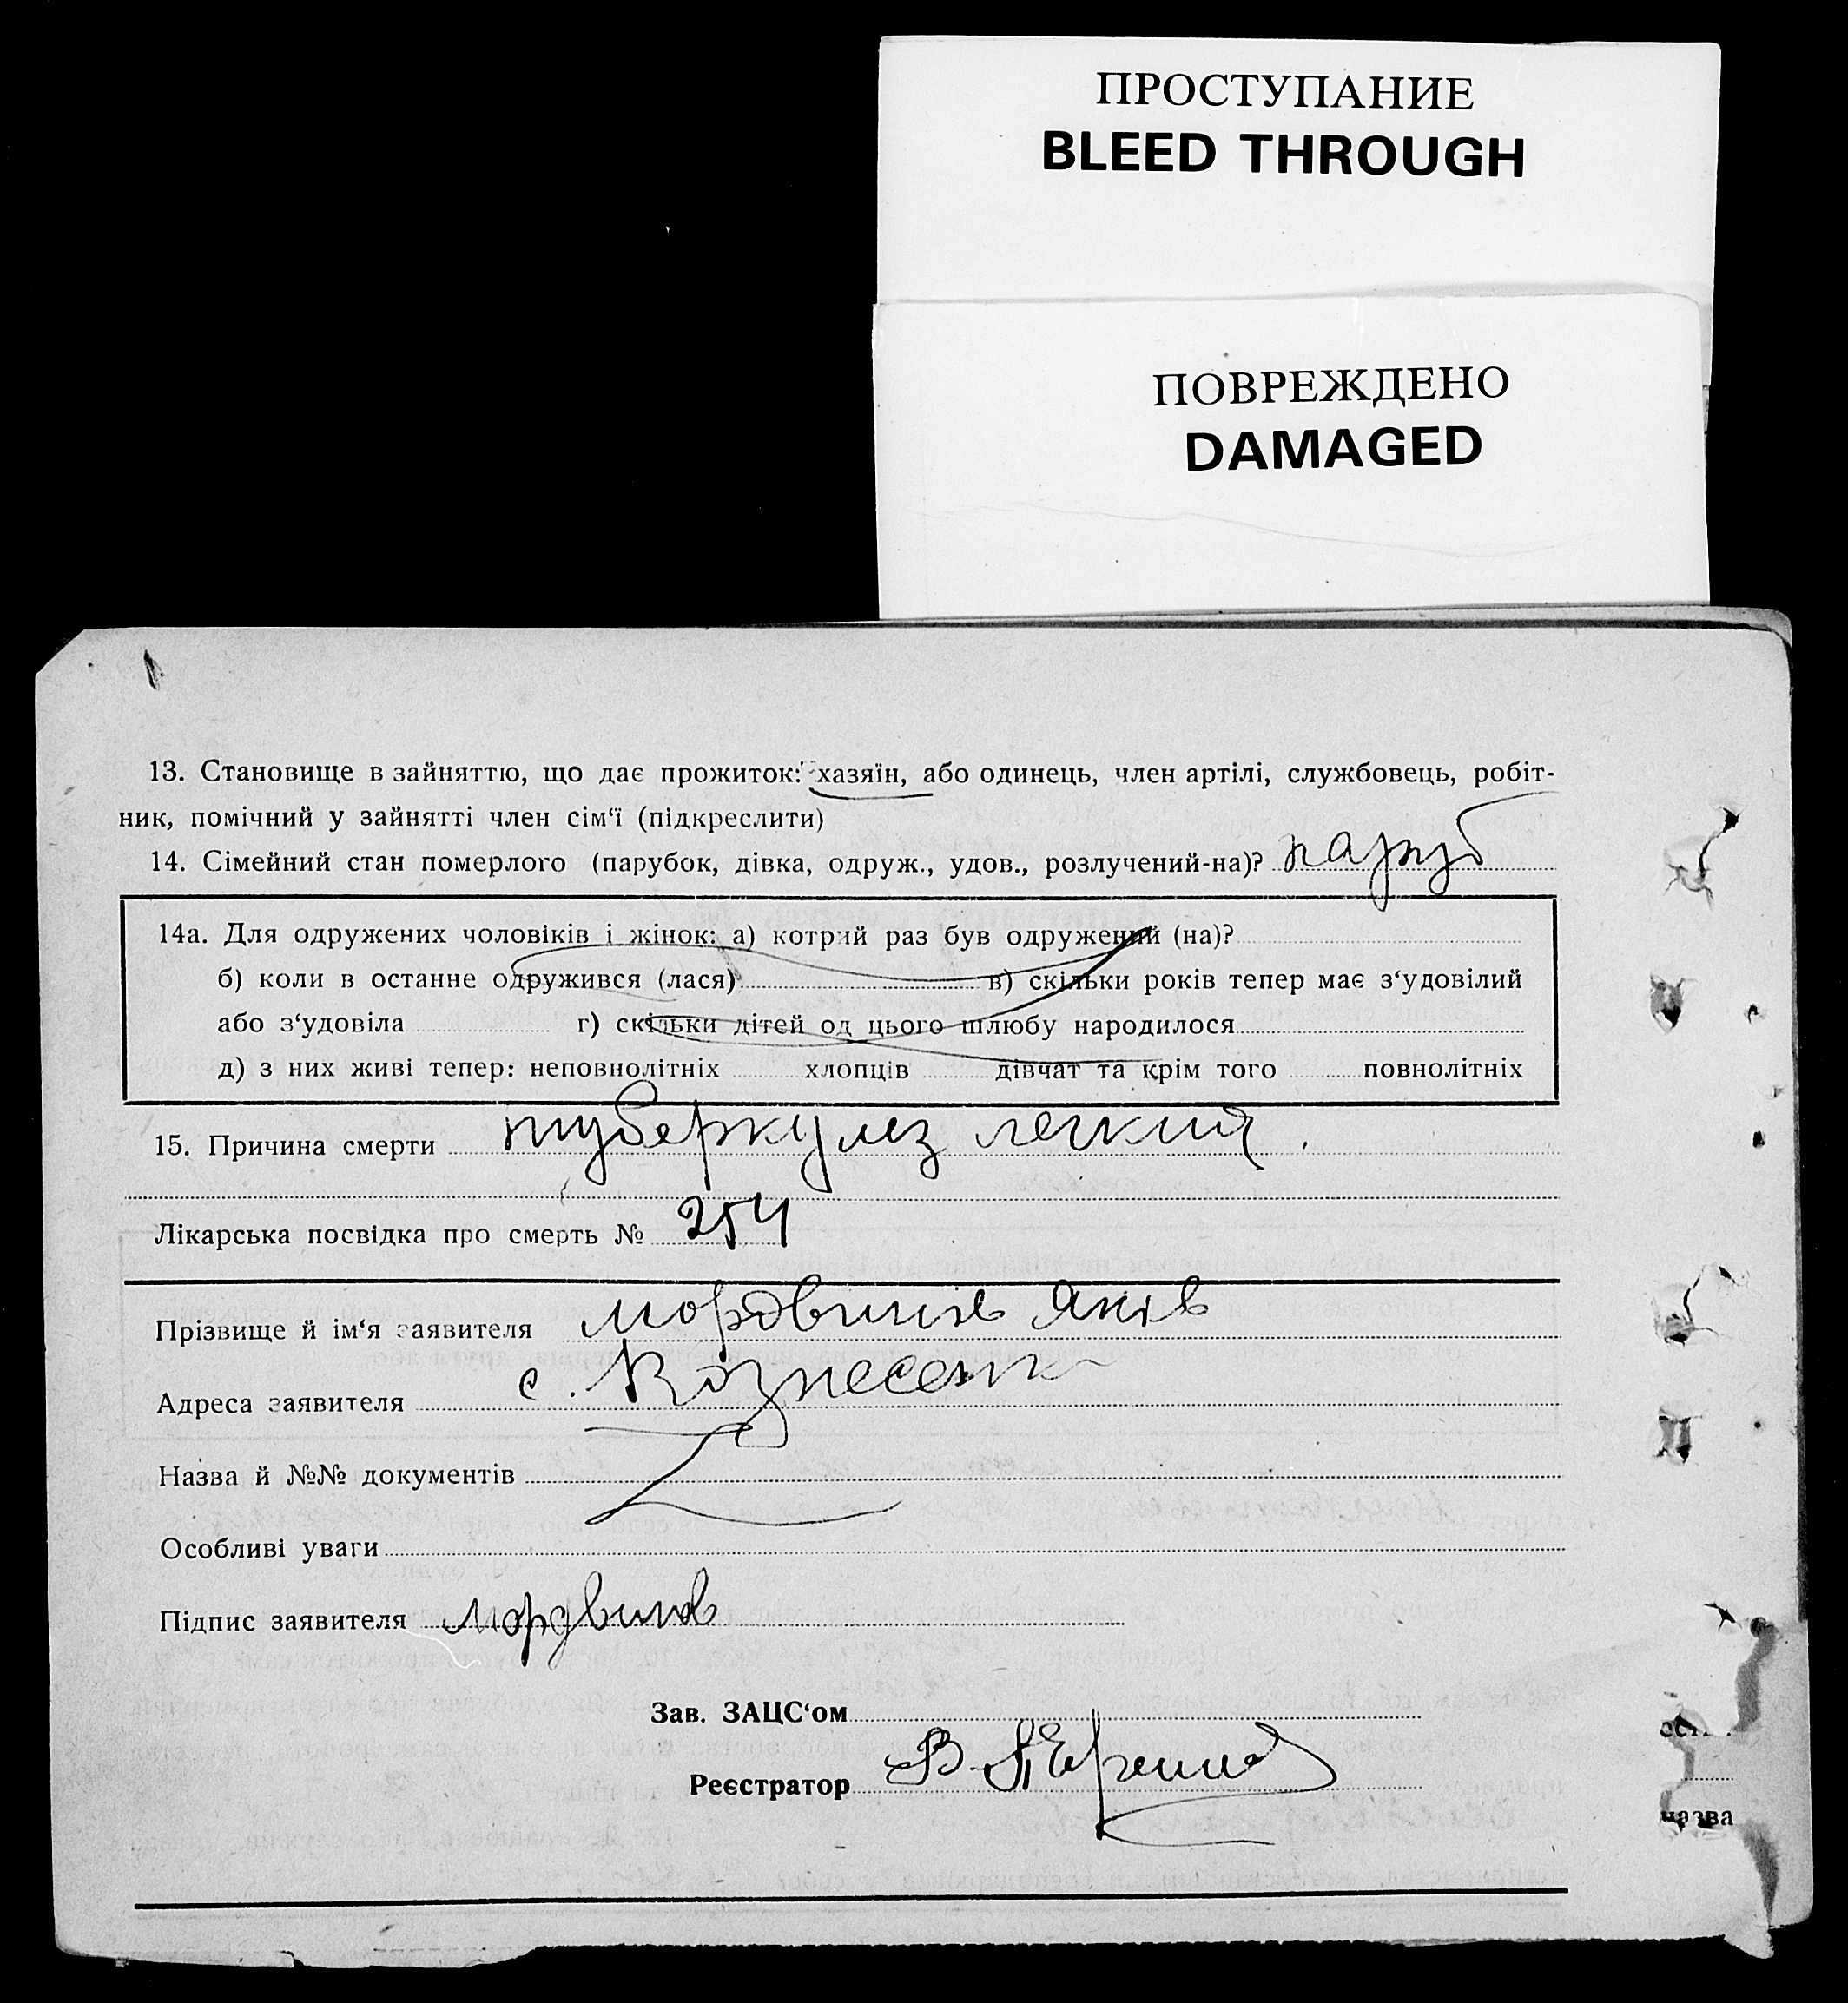 ПРОСТУПАНИЕ
BLEED THROUGH
ПОВРЕЖДЕНО
DAMAGED
13. Становище в зайняттю, що дає прожиток: хазяїн, або одинець, член артілі, службовець, робіт-
ник, помічний у зайнятті член сім‘ї (підкреслити)
14. Сімейний стан померлого (парубок, дівка, одруж., удов., розлучений-на)? паруб
14а. Для одружених чоловіків і жінок: а) котрий раз був одружений (на)?
б) коли в останне одружився (лася) в) скільки років тепер має з‘удовілий
або з‘удовіла г) скільки дітей од цього шлюбу народилося
д) з них живі тепер: неповнолітніх хлопців дівчат та крім того повнолітніх
15. Причина смерти туберкулез легких
Лікарська посвідка про смерть № 254
Прізвище й ім‘я заявителя Мордвинів Яків
Адреса заявителя с. Вознесенк
Назва й №№ документів
Особливі уваги
Підпис заявителя Мордвинов
Зав. ЗАЦС‘ом
Реєстратор В.
назва